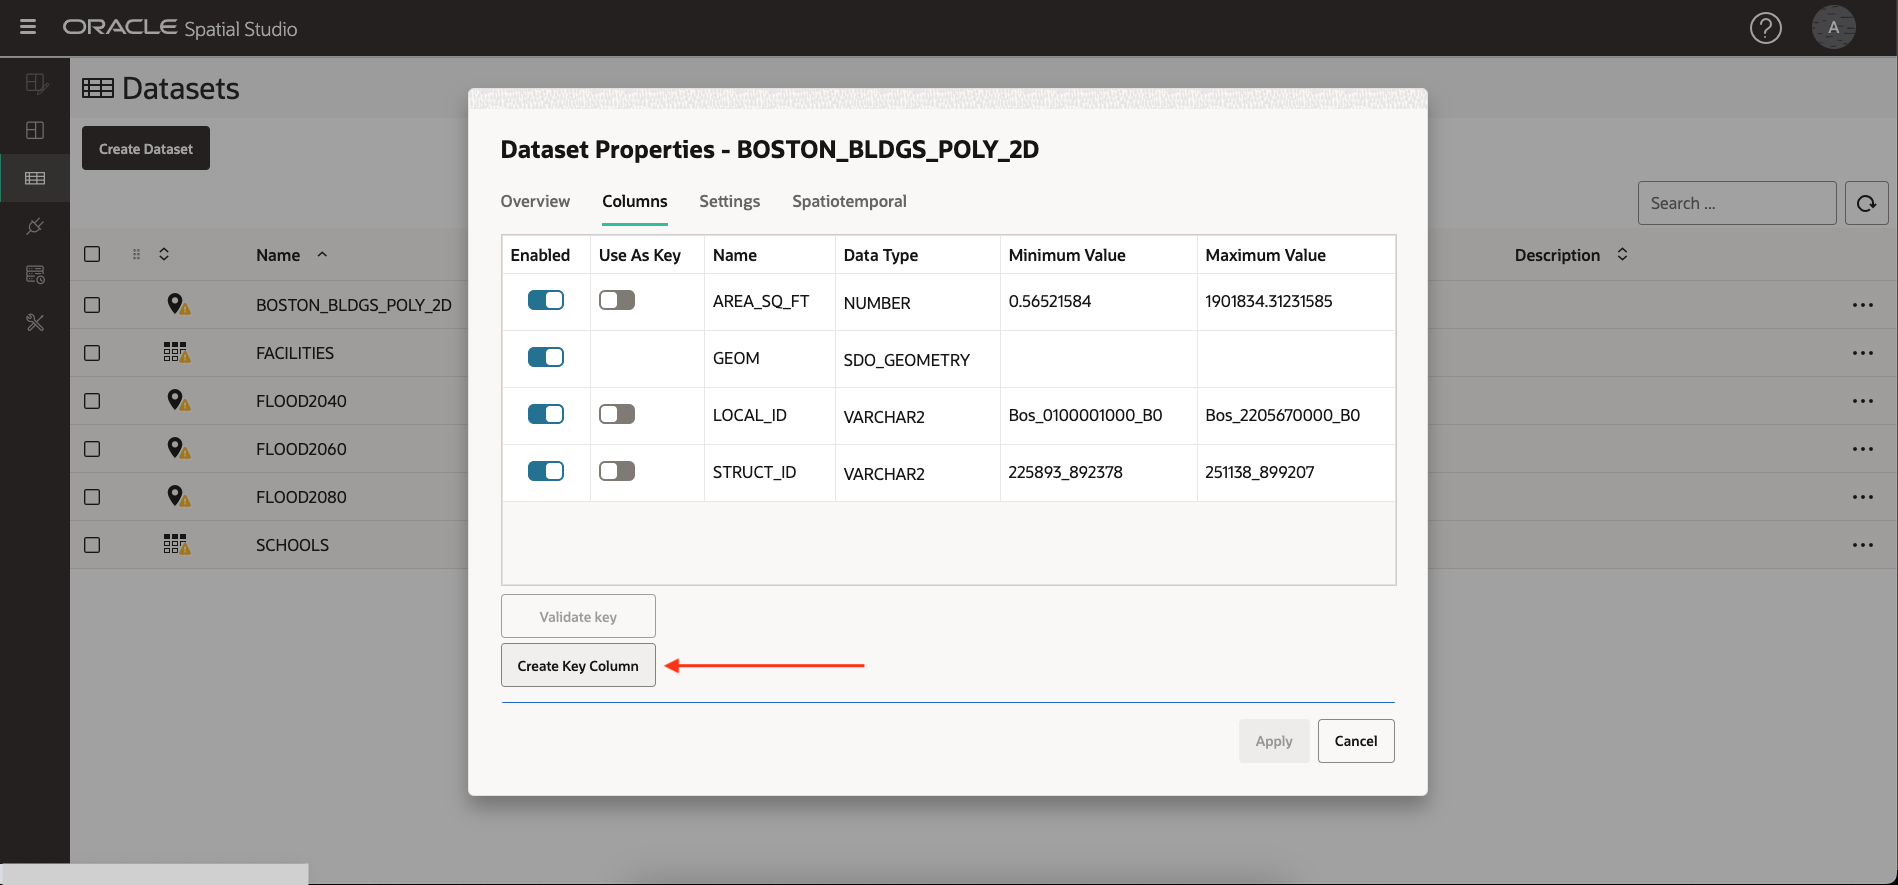 ORACLE Spatial Studio
?
A
Datasets
Create Dataset
Search ...
Name
Description
BOSTON_BLDGS_POLY_2D
FACILITIES
FLOOD2040
FLOOD2060
FLOOD2080
SCHOOLS
Dataset Properties - BOSTON_BLDGS_POLY_2D
Overview Columns Settings Spatiotemporal
Enabled Use As Key Name Data Type Minimum Value Maximum Value
AREA_SQ_FT NUMBER 0.56521584 1901834.31231585
GEOM SDO_GEOMETRY
LOCAL_ID VARCHAR2 Bos_0100001000_B0 Bos_2205670000_B0
STRUCT_ID VARCHAR2 225893_892378 251138_899207
Validate key
Create Key Column
Apply Cancel